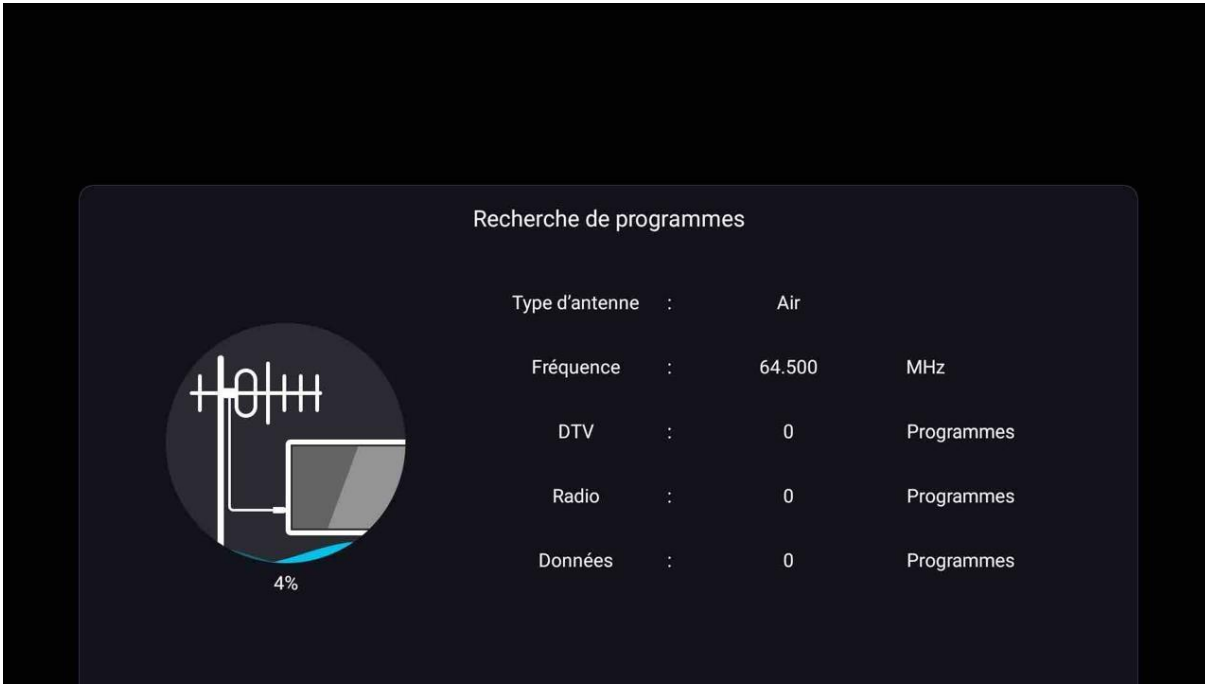 Recherche de programmes
Type d’antenne : Air
Fréquence : 64.500 MHz
DTV : 0 Programmes
Radio : 0 Programmes
Données : 0 Programmes
4%